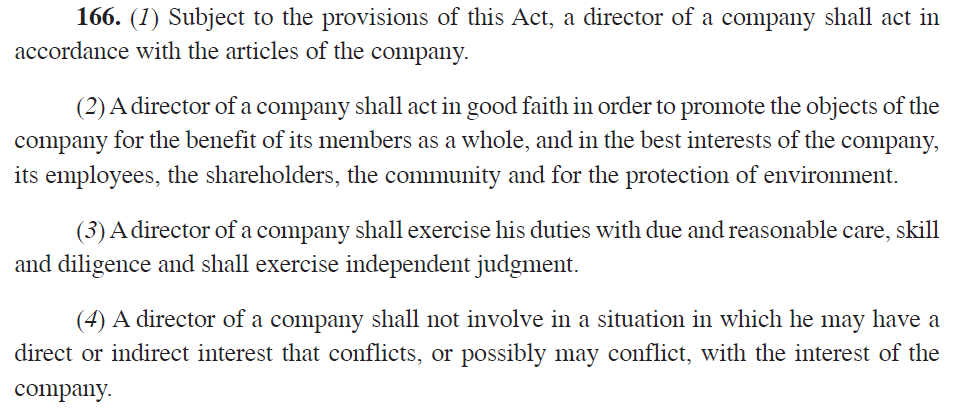 166. (1) Subject to the provisions of this Act, a director of a company shall act in
accordance with the articles of the company.
(2) A director of a company shall act in good faith in order to promote the objects of the
company for the benefit of its members as a whole, and in the best interests of the company,
its employees, the shareholders, the community and for the protection of environment.
(3) A director of a company shall exercise his duties with due and reasonable care, skill
and diligence and shall exercise independent judgment.
(4) A director of a company shall not involve in a situation in which he may have a
direct or indirect interest that conflicts, or possibly may conflict, with the interest of the
company.